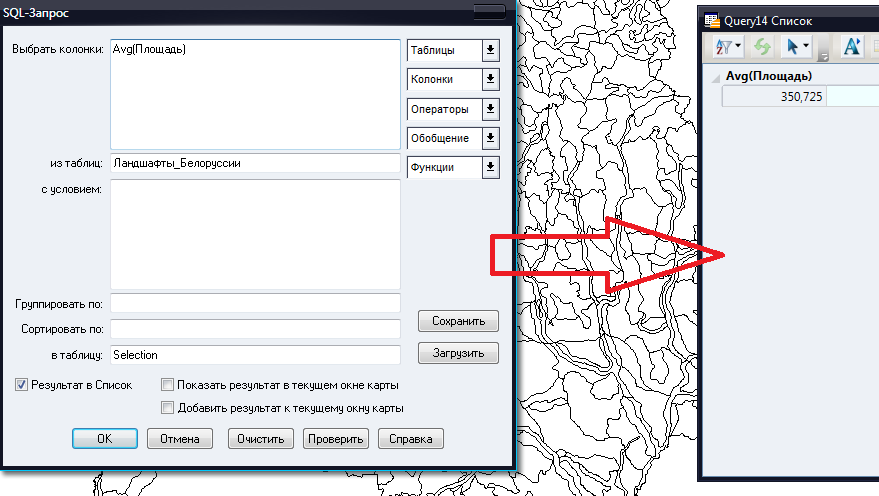 SQL-Запрос
Выбрать колонки:
Avg(Площадь)
Таблицы
Колонки
Операторы
Обобщение
Функции
из таблиц:
Ландшафты_Белоруссии
с условием:
Группировать по:
Сортировать по:
в таблицу:
Selection
Сохранить
Загрузить
Результат в Список
Показать результат в текущем окне карты
Добавить результат к текущему окну карты
OK
Отмена
Очистить
Проверить
Справка
Query14 Список
Avg(Площадь)
350,725